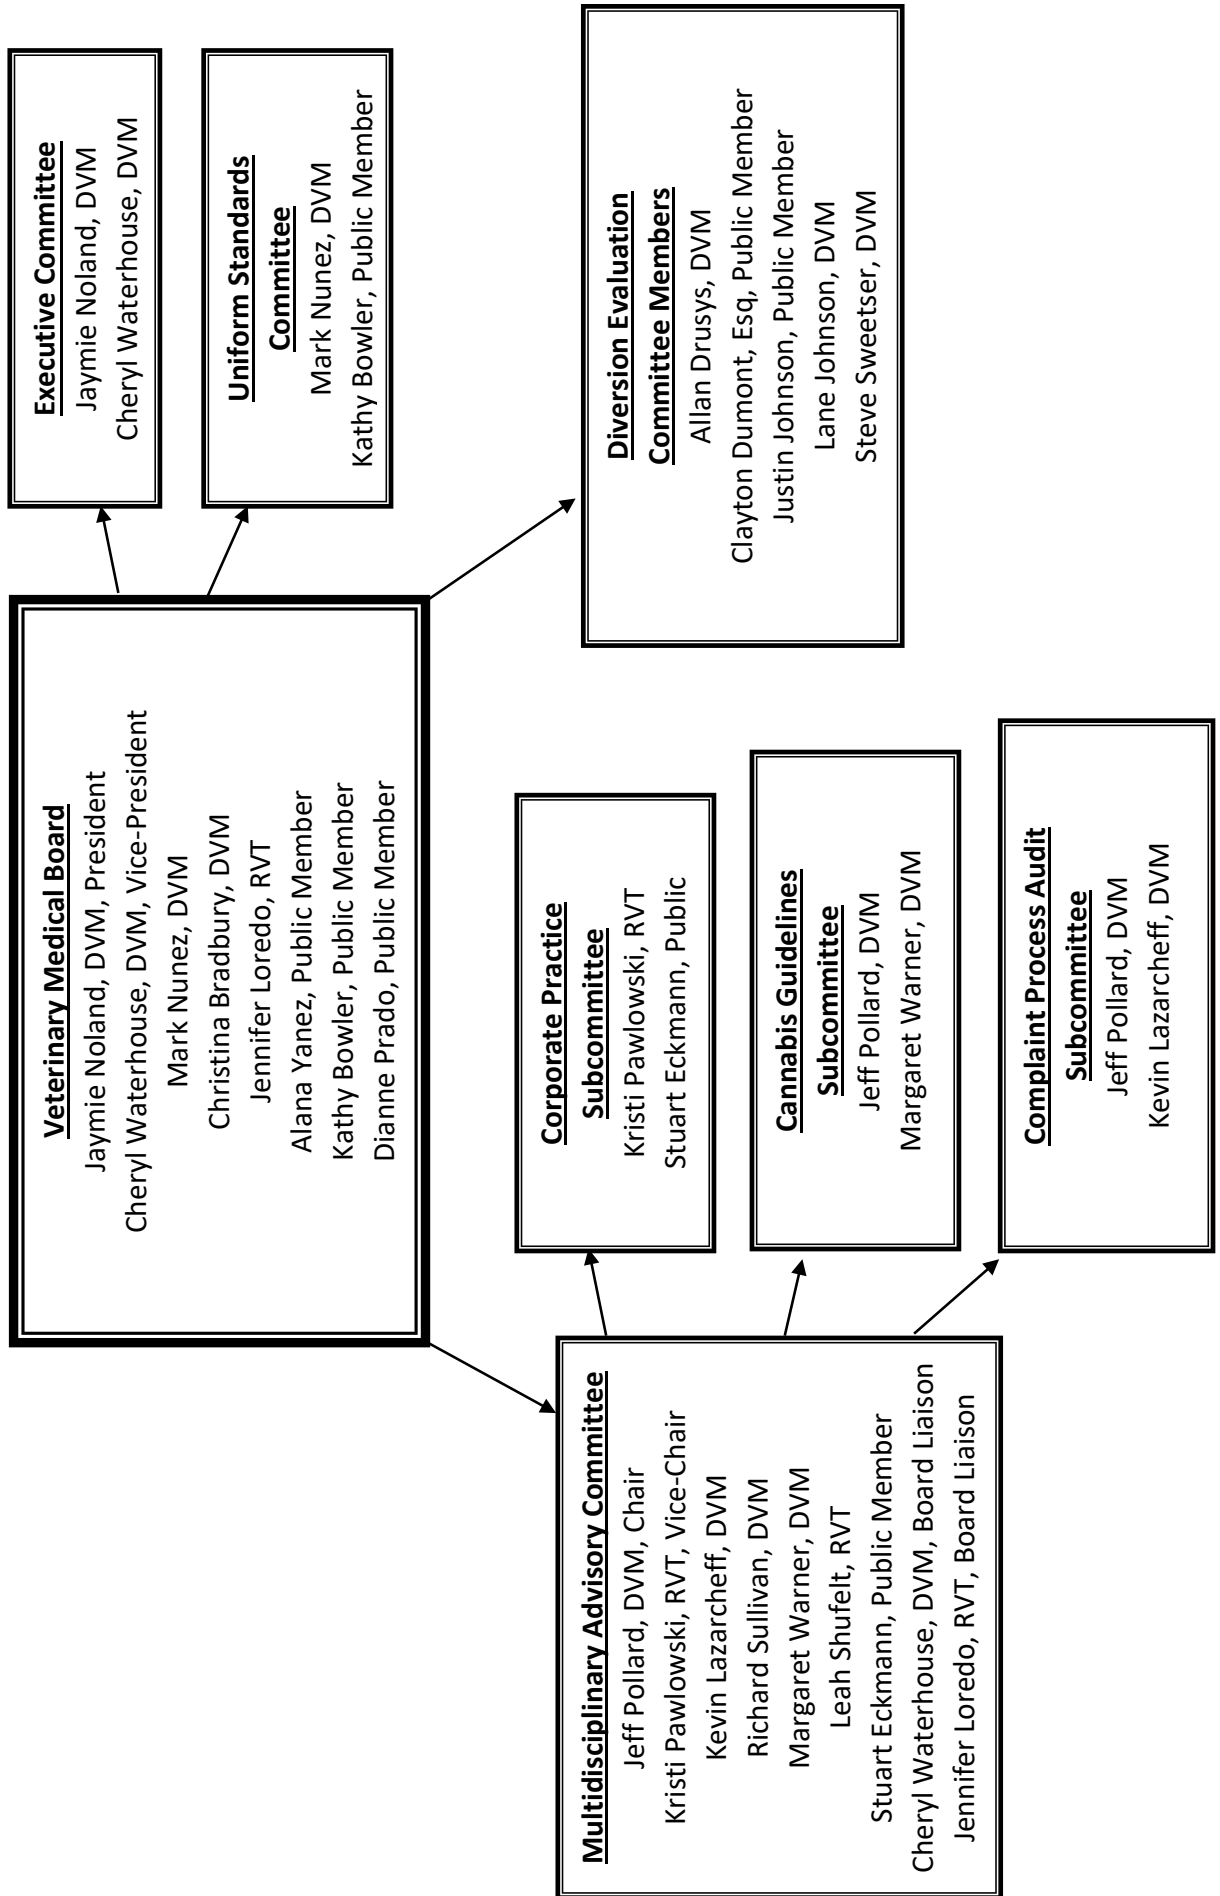 Veterinary Medical Board
Jaymie Noland, DVM, President
Cheryl Waterhouse, DVM, Vice-President
Mark Nunez, DVM
Christina Bradbury, DVM
Jennifer Loredo, RVT
Alana Yanez, Public Member
Kathy Bowler, Public Member
Dianne Prado, Public Member
Executive Committee
Jaymie Noland, DVM
Cheryl Waterhouse, DVM
Uniform Standards
Committee
Mark Nunez, DVM
Kathy Bowler, Public Member
Multidisciplinary Advisory Committee
Jeff Pollard, DVM, Chair
Kristi Pawlowski, RVT, Vice-Chair
Kevin Lazarcheff, DVM
Richard Sullivan, DVM
Margaret Warner, DVM
Leah Shufelt, RVT
Stuart Eckmann, Public Member
Cheryl Waterhouse, DVM, Board Liaison
Jennifer Loredo, RVT, Board Liaison
Corporate Practice
Subcommittee
Kristi Pawlowski, RVT
Stuart Eckmann, Public
Cannabis Guidelines
Subcommittee
Jeff Pollard, DVM
Margaret Warner, DVM
Complaint Process Audit
Subcommittee
Jeff Pollard, DVM
Kevin Lazarcheff, DVM
Diversion Evaluation
Committee Members
Allan Drusys, DVM
Clayton Dumont, Esq, Public Member
Justin Johnson, Public Member
Lane Johnson, DVM
Steve Sweetser, DVM